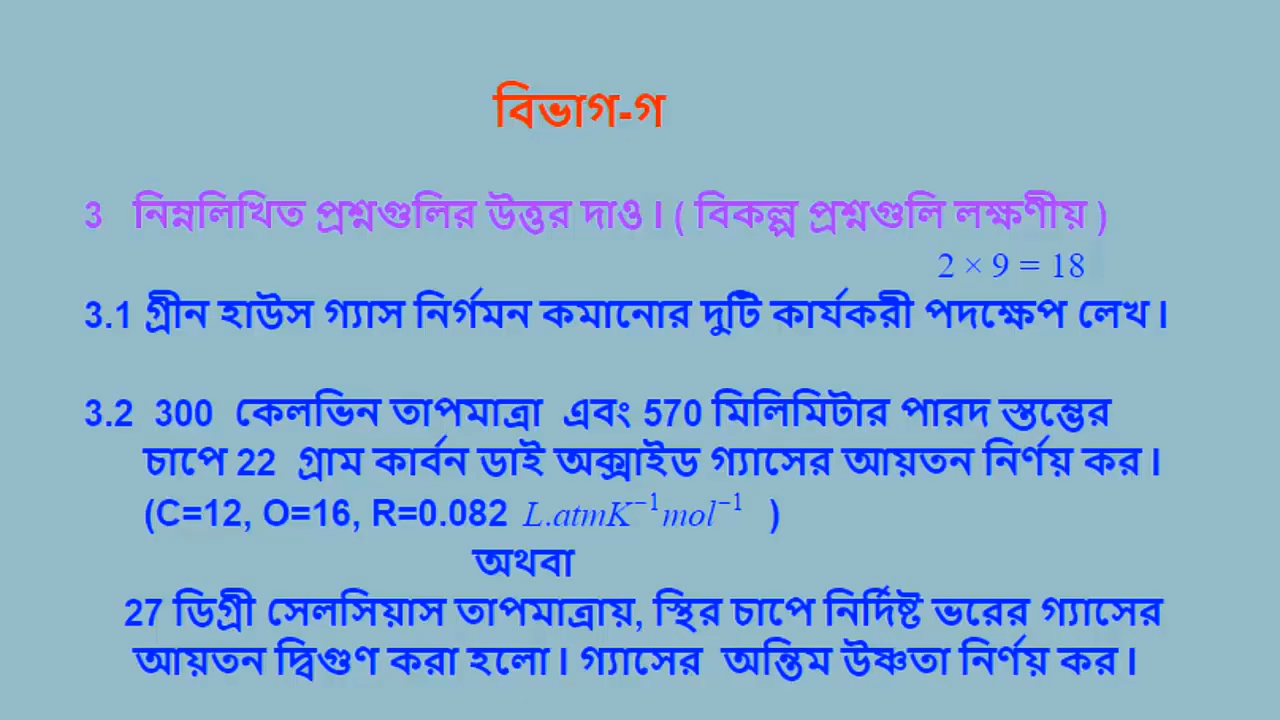 বিভাগ-গ
3 নিম্নলিখিত প্রশ্নগুলির উত্তর দাও। ( বিকল্প প্রশ্নগুলি লক্ষণীয় )
2 × 9 = 18
3.1 গ্রীন হাউস গ্যাস নির্গমন কমানোর দুটি কার্যকরী পদক্ষেপ লেখ।
3.2 300 কেলভিন তাপমাত্রা এবং 570 মিলিমিটার পারদ স্তম্ভের
চাপে 22 গ্রাম কার্বন ডাই অক্সাইড গ্যাসের আয়তন নির্ণয় কর।
(C=12, O=16, R=0.082 L.atmK⁻¹mol⁻¹ )
অথবা
27 ডিগ্রী সেলসিয়াস তাপমাত্রায়, স্থির চাপে নির্দিষ্ট ভরের গ্যাসের
আয়তন দ্বিগুণ করা হলো। গ্যাসের অন্তিম উষ্ণতা নির্ণয় কর।